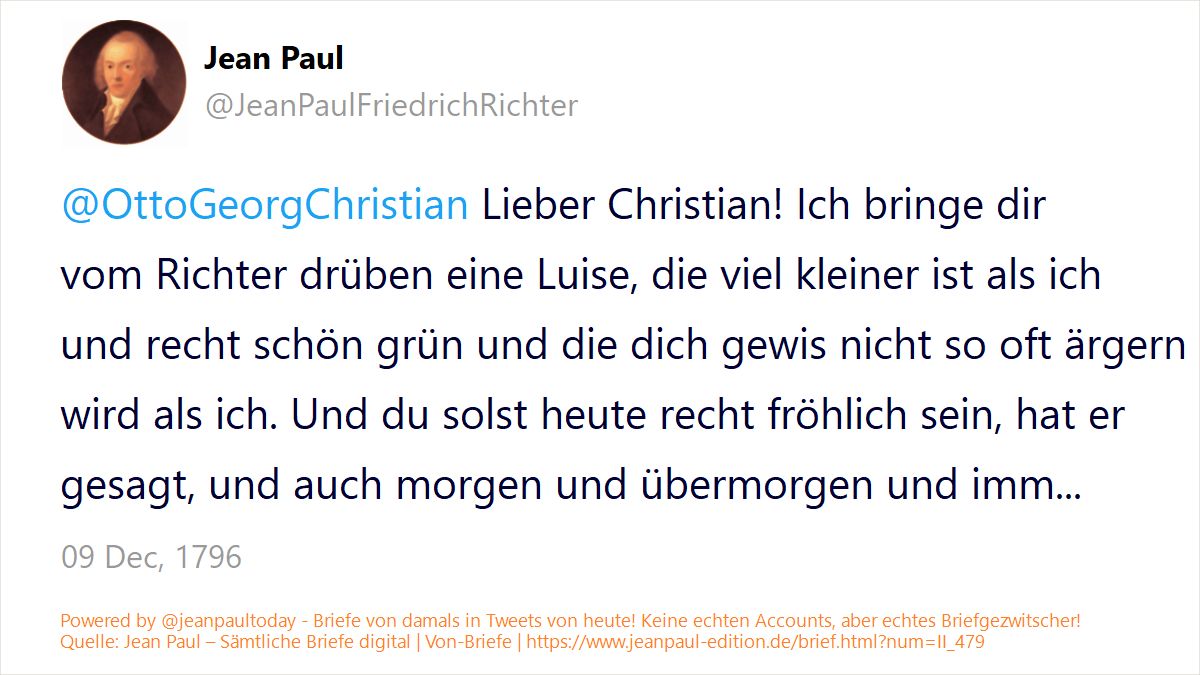 Jean Paul
@JeanPaulFriedrichRichter
@OttoGeorgChristian Lieber Christian! Ich bringe dir
vom Richter drüben eine Luise, die viel kleiner ist als ich
und recht schön grün und die dich gewis nicht so oft ärgern
wird als ich. Und du solst heute recht fröhlich sein, hat er
gesagt, und auch morgen und übermorgen und imm...
09 Dec, 1796
Powered by @jeanpaultoday - Briefe von damals in Tweets von heute! Keine echten Accounts, aber echtes Briefgezwitscher!
Quelle: Jean Paul – Sämtliche Briefe digital | Von-Briefe | https://www.jeanpaul-edition.de/brief.html?num=II_479